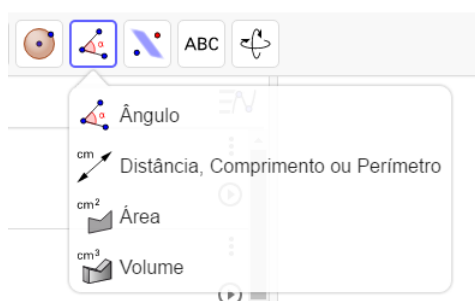 ABC
α
α
Ângulo
cm
Distância, Comprimento ou Perímetro
cm²
Área
cm³
Volume